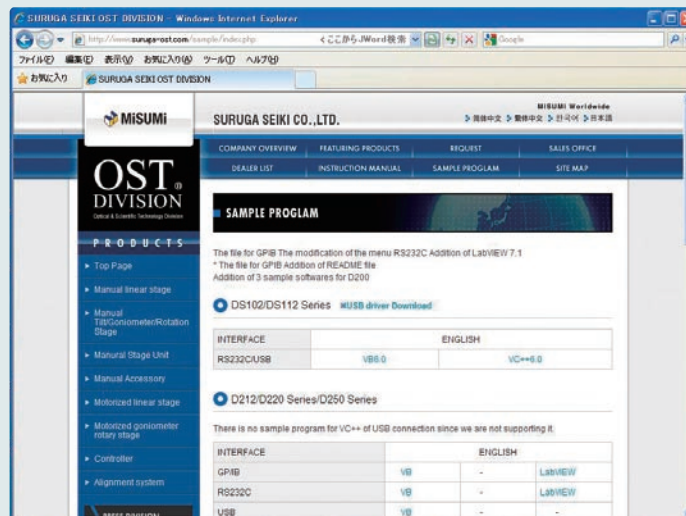 SURUGA SEIKI OST DIVISION - Windows Internet Explorer
http://www.suruga-ost.com/sample/index.php
くここからJWord検索
Google
ファイル(F) 編集(E) 表示(V) お気に入り(A) ツール(T) ヘルプ(H)
お気に入り
SURUGA SEIKI OST DIVISION
MiSUMi
SURUGA SEIKI CO.,LTD.
MISUMI Worldwide
简体中文 繁体中文 한국어 日本語
COMPANY OVERVIEW FEATURING PRODUCTS REQUEST SALES OFFICE
DEALER LIST INSTRUCTION MANUAL SAMPLE PROGLAM SITE MAP
OST®
DIVISION
Optical & Scientific Technology Division
PRODUCTS
Top Page
Manual linear stage
Manual
Tilt/Goniometer/Rotation
Stage
Manural Stage Unit
Manual Accessory
Motorized linear stage
Motorized goniometer
rotary stage
Controller
Alignment system
PRESS DIVISION
SAMPLE PROGLAM
The file for GPIB The modification of the menu RS232C Addition of LabVIEW 7.1
* The file for GPIB Addition of README file
Addition of 3 sample softwares for D200
DS102/DS112 Series ※USB driver Download
INTERFACE ENGLISH
RS232C/USB VB6.0 VC++6.0
D212/D220 Series/D250 Series
There is no sample program for VC++ of USB connection since we are not supporting it.
INTERFACE ENGLISH
GPIB VB - LabVIEW
RS232C VB - LabVIEW
USB VB - -